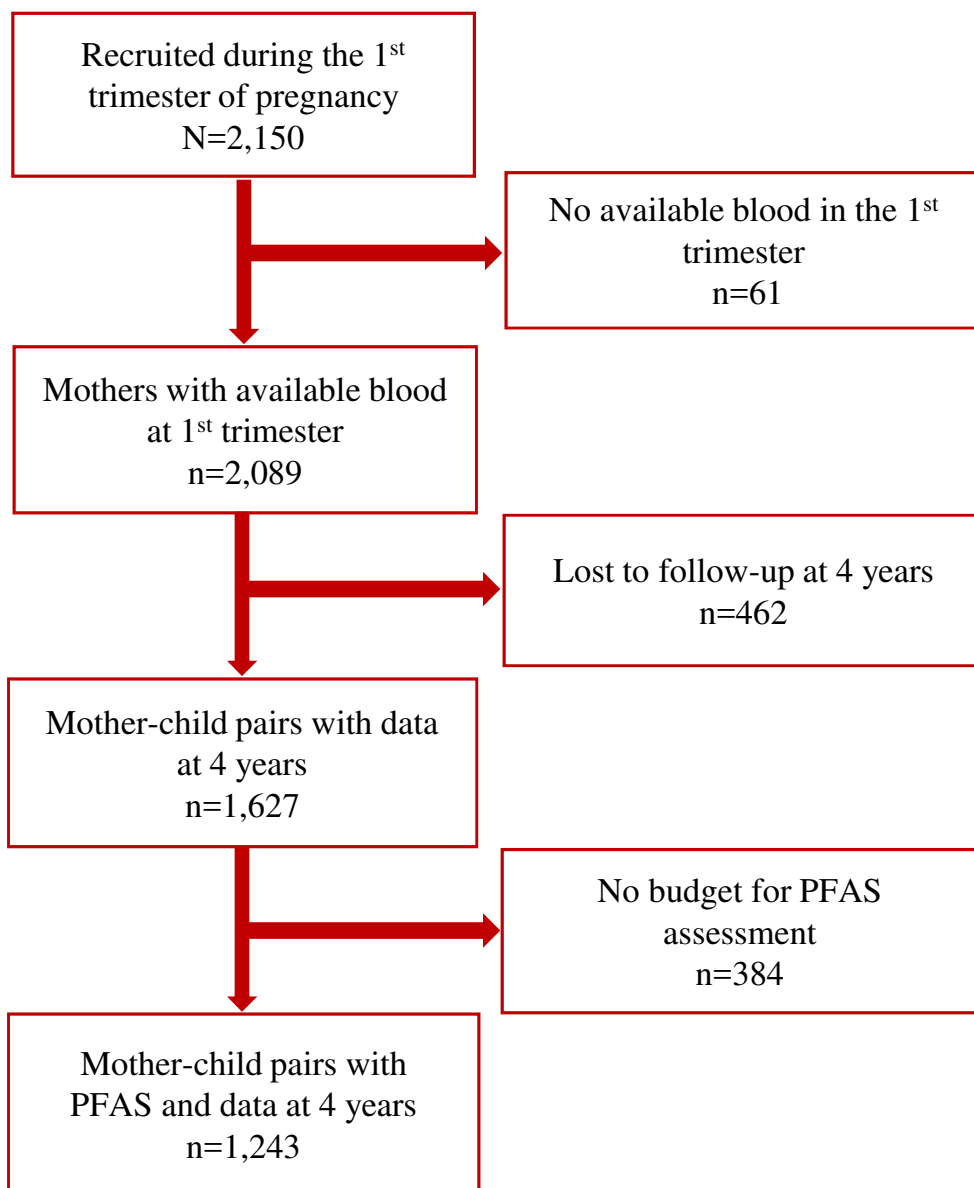 Recruited during the 1st
trimester of pregnancy
N=2,150
No available blood in the 1st
trimester
n=61
Mothers with available blood
at 1st trimester
n=2,089
Lost to follow-up at 4 years
n=462
Mother-child pairs with data
at 4 years
n=1,627
No budget for PFAS
assessment
n=384
Mother-child pairs with
PFAS and data at 4 years
n=1,243